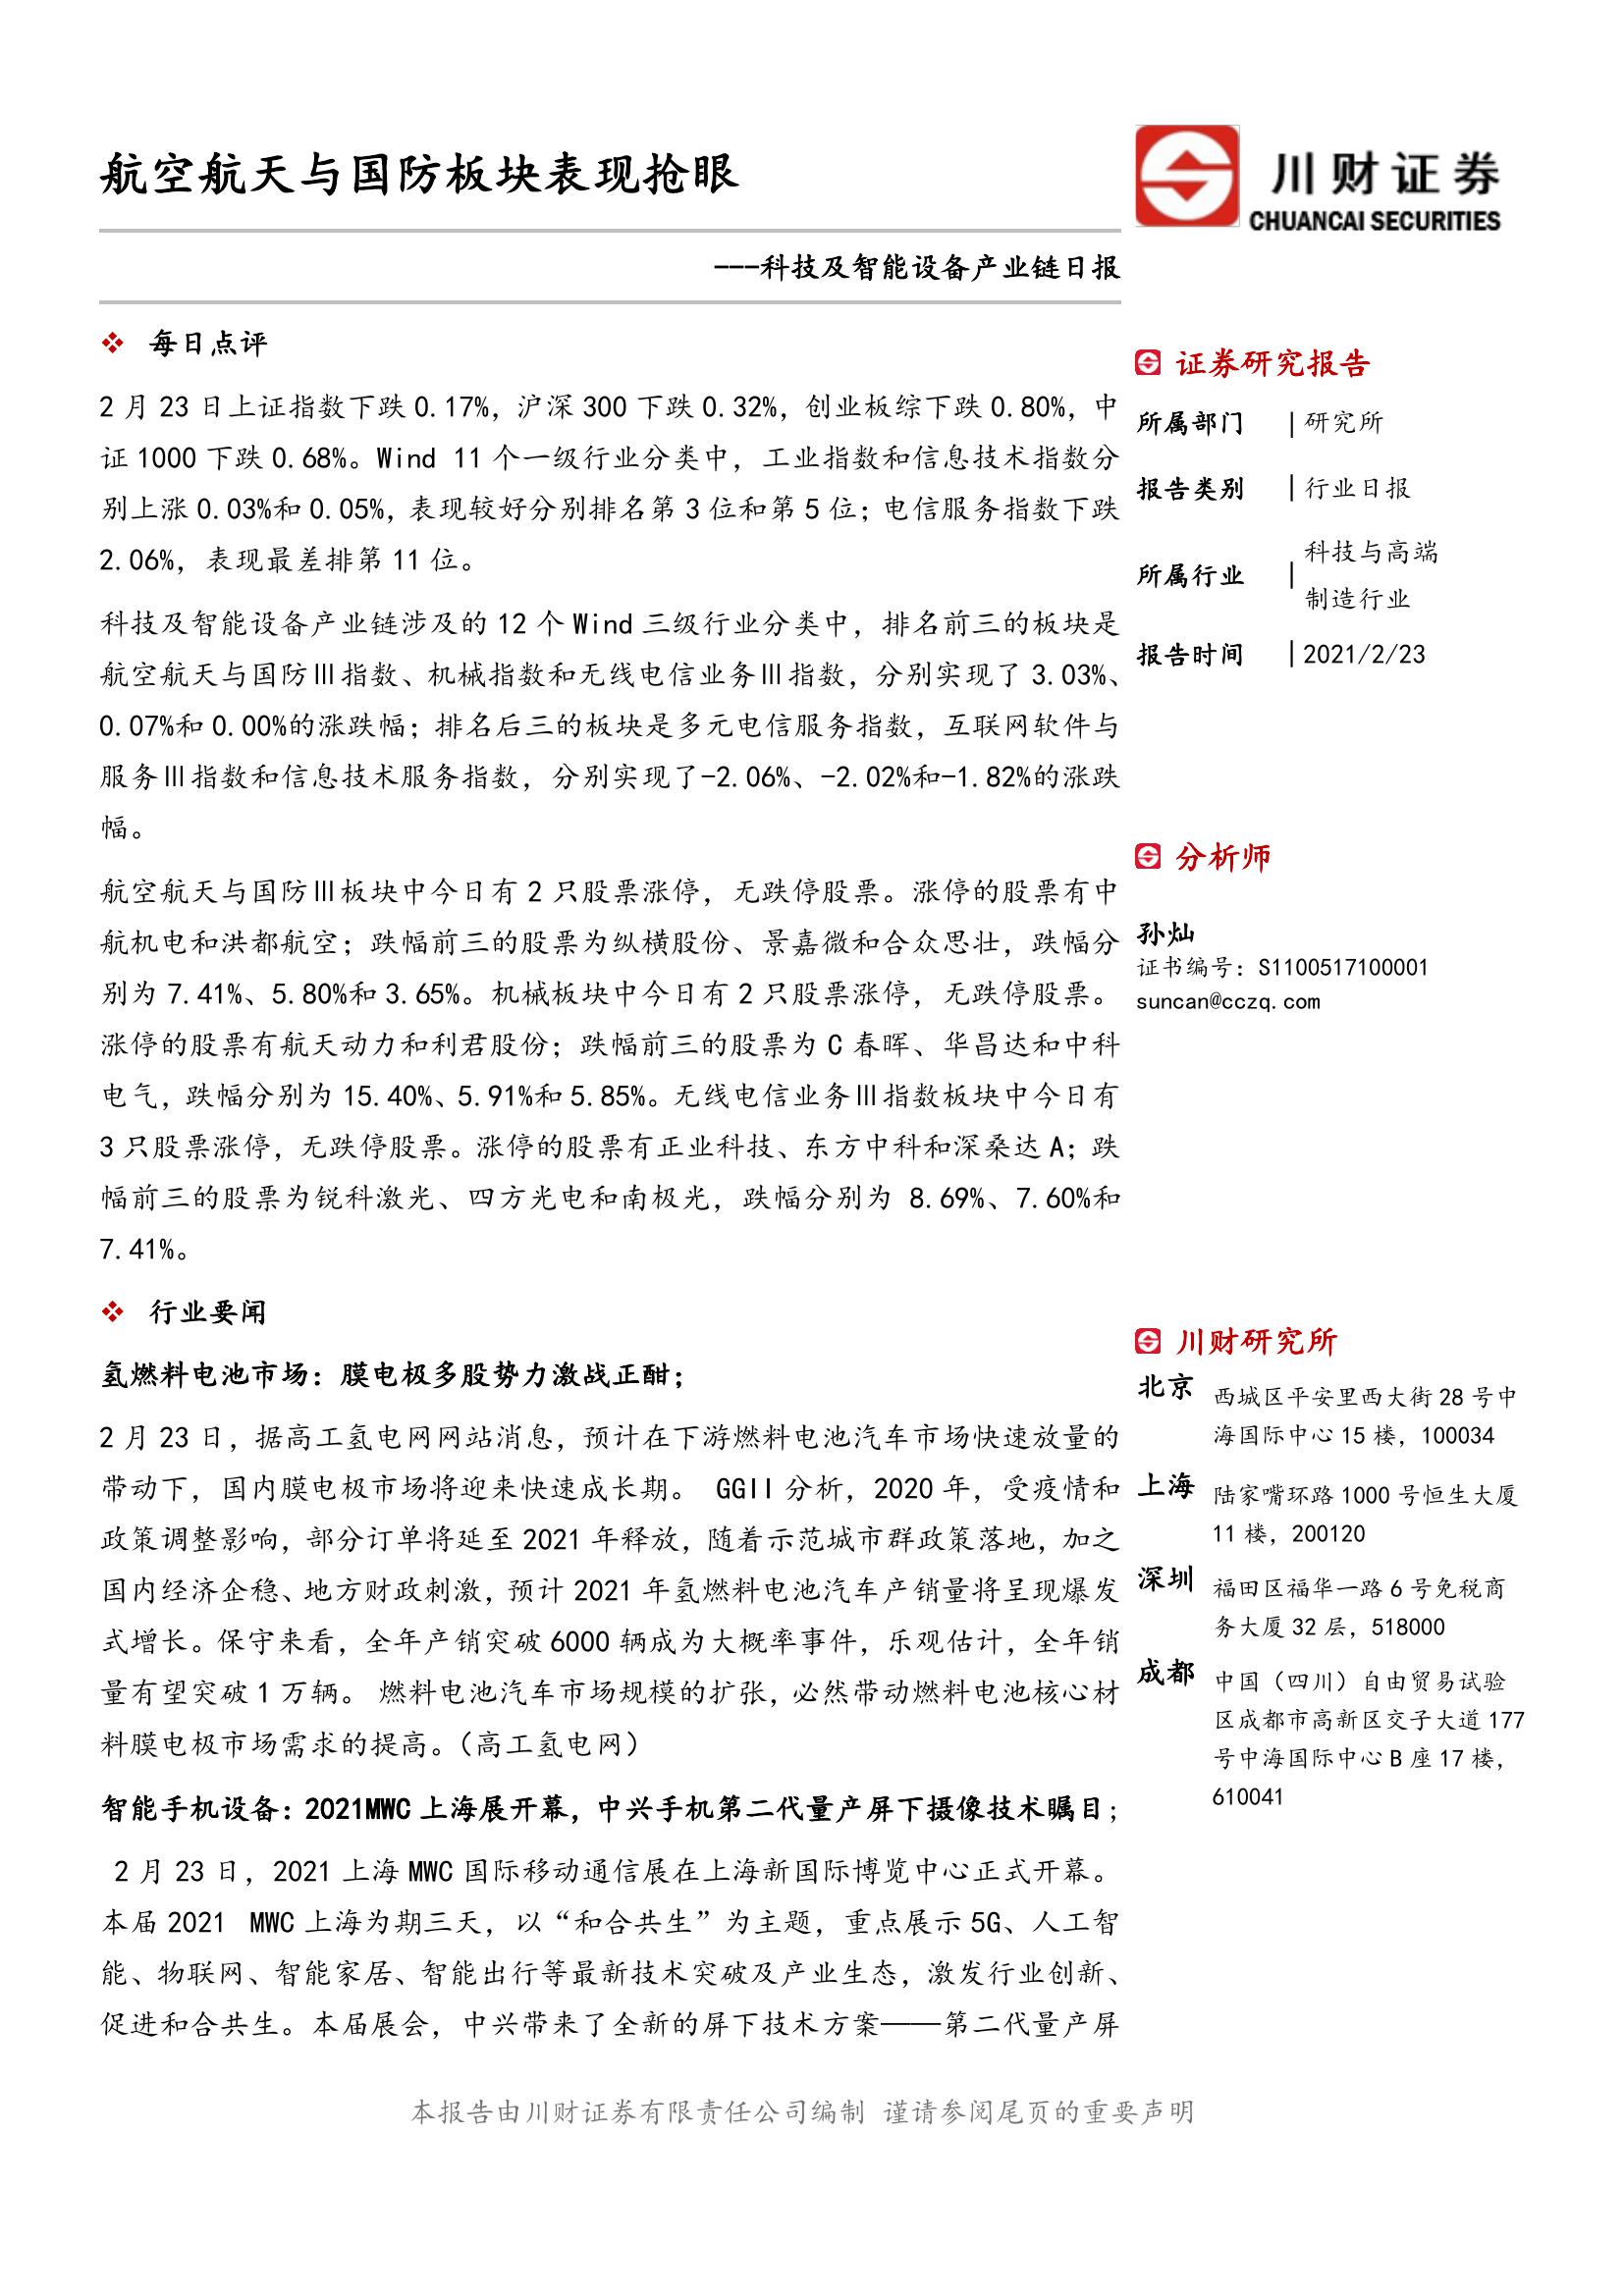 航空航天与国防板块表现抢眼
川财证券
CHUANCAI SECURITIES
---科技及智能设备产业链日报
❖ 每日点评
2 月 23 日上证指数下跌 0.17%，沪深 300 下跌 0.32%，创业板综下跌 0.80%，中
证 1000 下跌 0.68%。Wind 11 个一级行业分类中，工业指数和信息技术指数分
别上涨 0.03%和 0.05%，表现较好分别排名第 3 位和第 5 位；电信服务指数下跌
2.06%，表现最差排第 11 位。
科技及智能设备产业链涉及的 12 个 Wind 三级行业分类中，排名前三的板块是
航空航天与国防Ⅲ指数、机械指数和无线电信业务Ⅲ指数，分别实现了 3.03%、
0.07%和 0.00%的涨跌幅；排名后三的板块是多元电信服务指数，互联网软件与
服务Ⅲ指数和信息技术服务指数，分别实现了-2.06%、-2.02%和-1.82%的涨跌
幅。
航空航天与国防Ⅲ板块中今日有 2 只股票涨停，无跌停股票。涨停的股票有中
航机电和洪都航空；跌幅前三的股票为纵横股份、景嘉微和合众思壮，跌幅分
别为 7.41%、5.80%和 3.65%。机械板块中今日有 2 只股票涨停，无跌停股票。
涨停的股票有航天动力和利君股份；跌幅前三的股票为 C 春晖、华昌达和中科
电气，跌幅分别为 15.40%、5.91%和 5.85%。无线电信业务Ⅲ指数板块中今日有
3 只股票涨停，无跌停股票。涨停的股票有正业科技、东方中科和深桑达 A；跌
幅前三的股票为锐科激光、四方光电和南极光，跌幅分别为 8.69%、7.60%和
7.41%。
❖ 行业要闻
氢燃料电池市场：膜电极多股势力激战正酣；
2 月 23 日，据高工氢电网网站消息，预计在下游燃料电池汽车市场快速放量的
带动下，国内膜电极市场将迎来快速成长期。 GGII 分析，2020 年，受疫情和
政策调整影响，部分订单将延至 2021 年释放，随着示范城市群政策落地，加之
国内经济企稳、地方财政刺激，预计 2021 年氢燃料电池汽车产销量将呈现爆发
式增长。保守来看，全年产销突破 6000 辆成为大概率事件，乐观估计，全年销
量有望突破 1 万辆。 燃料电池汽车市场规模的扩张，必然带动燃料电池核心材
料膜电极市场需求的提高。（高工氢电网）
智能手机设备：2021MWC 上海展开幕，中兴手机第二代量产屏下摄像技术瞩目；
2 月 23 日，2021 上海 MWC 国际移动通信展在上海新国际博览中心正式开幕。
本届 2021 MWC 上海为期三天，以“和合共生”为主题，重点展示 5G、人工智
能、物联网、智能家居、智能出行等最新技术突破及产业生态，激发行业创新、
促进和合共生。本届展会，中兴带来了全新的屏下技术方案——第二代量产屏
证券研究报告
所属部门 | 研究所
报告类别 | 行业日报
所属行业 | 科技与高端
制造行业
报告时间 | 2021/2/23
分析师
孙灿
证书编号：S1100517100001
suncan@cczq.com
川财研究所
北京 西城区平安里西大街 28 号中
海国际中心 15 楼，100034
上海 陆家嘴环路 1000 号恒生大厦
11 楼，200120
深圳 福田区福华一路 6 号免税商
务大厦 32 层，518000
成都 中国（四川）自由贸易试验
区成都市高新区交子大道 177
号中海国际中心 B 座 17 楼，
610041
本报告由川财证券有限责任公司编制 谨请参阅尾页的重要声明